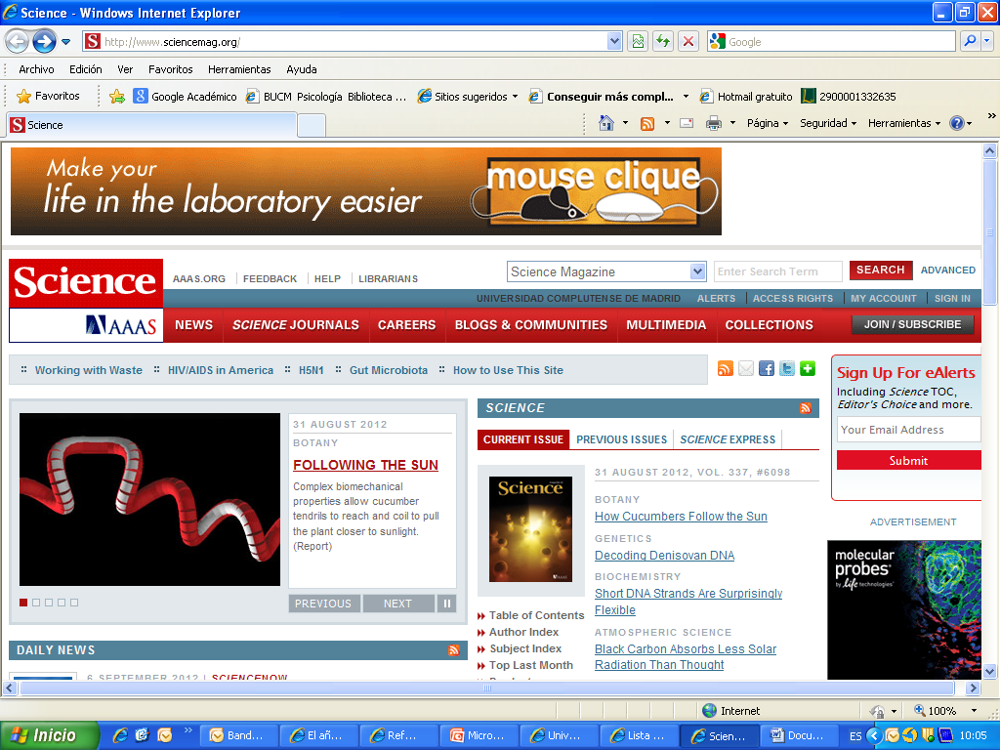 Science - Windows Internet Explorer
http://www.sciencemag.org/
Google
Archivo Edición Ver Favoritos Herramientas Ayuda
Favoritos Google Académico BUCM Psicología Biblioteca ... Sitios sugeridos Conseguir más compl... Hotmail gratuito 2900001332635
Science
Página Seguridad Herramientas
Make your
life in the laboratory easier
mouse clique
Science
AAAS
AAAS.ORG FEEDBACK HELP LIBRARIANS
Science Magazine Enter Search Term SEARCH ADVANCED
UNIVERSIDAD COMPLUTENSE DE MADRID ALERTS ACCESS RIGHTS MY ACCOUNT SIGN IN
NEWS SCIENCE JOURNALS CAREERS BLOGS & COMMUNITIES MULTIMEDIA COLLECTIONS JOIN / SUBSCRIBE
Working with Waste HIV/AIDS in America H5N1 Gut Microbiota How to Use This Site
31 AUGUST 2012
BOTANY
FOLLOWING THE SUN
Complex biomechanical
properties allow cucumber
tendrils to reach and coil to pull
the plant closer to sunlight.
(Report)
PREVIOUS NEXT
DAILY NEWS
6 SEPTEMBER 2012 | SCIENCENOW
SCIENCE
CURRENT ISSUE PREVIOUS ISSUES SCIENCE EXPRESS
Science
AAAS
31 AUGUST 2012, VOL. 337, #6098
BOTANY
How Cucumbers Follow the Sun
GENETICS
Decoding Denisovan DNA
BIOCHEMISTRY
Short DNA Strands Are Surprisingly
Flexible
ATMOSPHERIC SCIENCE
Black Carbon Absorbs Less Solar
Radiation Than Thought
Table of Contents
Author Index
Subject Index
Top Last Month
Sign Up For eAlerts
Including Science TOC,
Editor's Choice and more.
Your Email Address
Submit
ADVERTISEMENT
molecular
probes®
by life technologies™
Internet 100%
Inicio Band... El añ... Ref... Micro... Univ... Lista ... Scien... Docu... ES 10:05